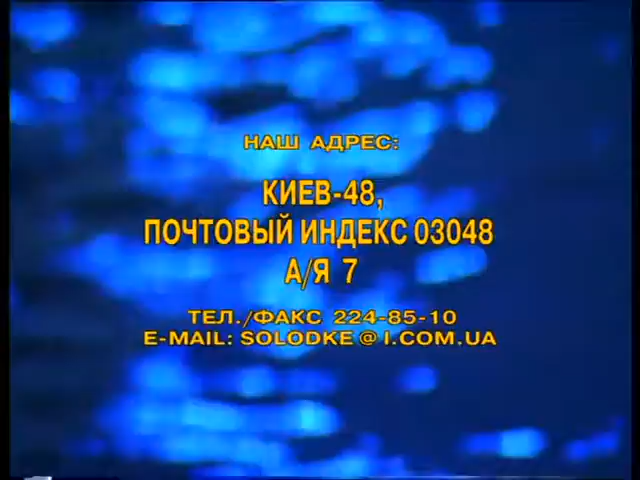 НАШ АДРЕС:
КИЕВ-48,
ПОЧТОВЫЙ ИНДЕКС 03048
А/Я 7
ТЕЛ./ФАКС 224-85-10
E-MAIL: SOLODKE@I.COM.UA